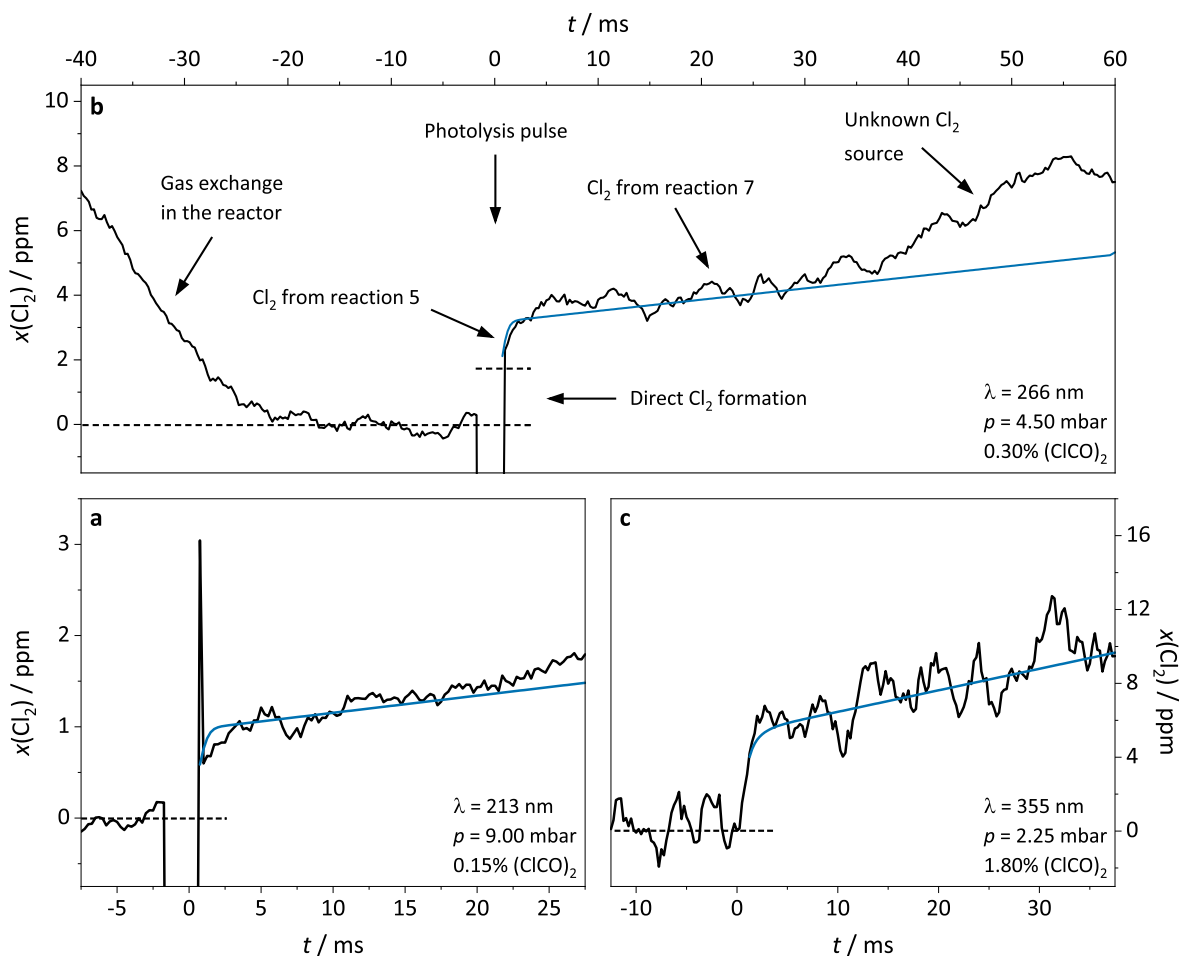 t / ms
-40 -30 -20 -10 0 10 20 30 40 50 60
b
10
8
6
4
2
0
x(Cl₂) / ppm
Photolysis pulse
Unknown Cl₂
source
Gas exchange
in the reactor
Cl₂ from reaction 7
Cl₂ from reaction 5
Direct Cl₂ formation
λ = 266 nm
p = 4.50 mbar
0.30% (ClCO)₂
a
3
2
1
0
x(Cl₂) / ppm
λ = 213 nm
p = 9.00 mbar
0.15% (ClCO)₂
-5 0 5 10 15 20 25
t / ms
c
16
12
8
4
0
x(Cl₂) / ppm
λ = 355 nm
p = 2.25 mbar
1.80% (ClCO)₂
-10 0 10 20 30
t / ms